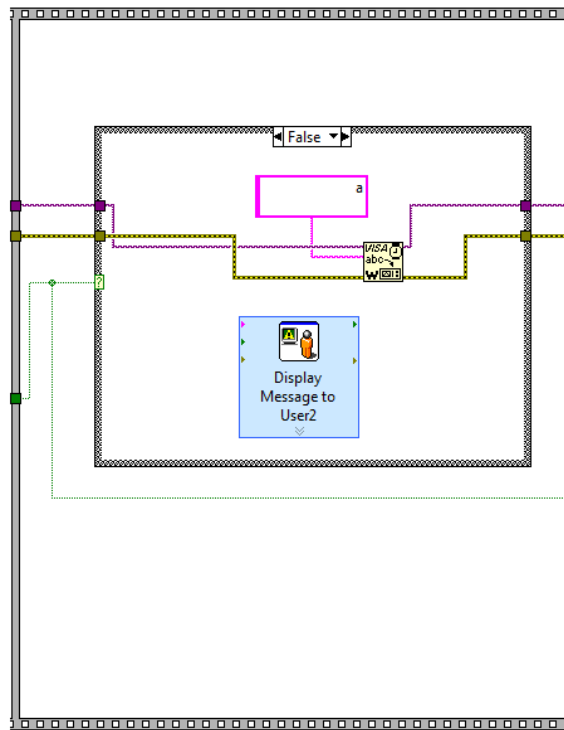 False
a
VISA
abc
W
?
A
Display
Message to
User2